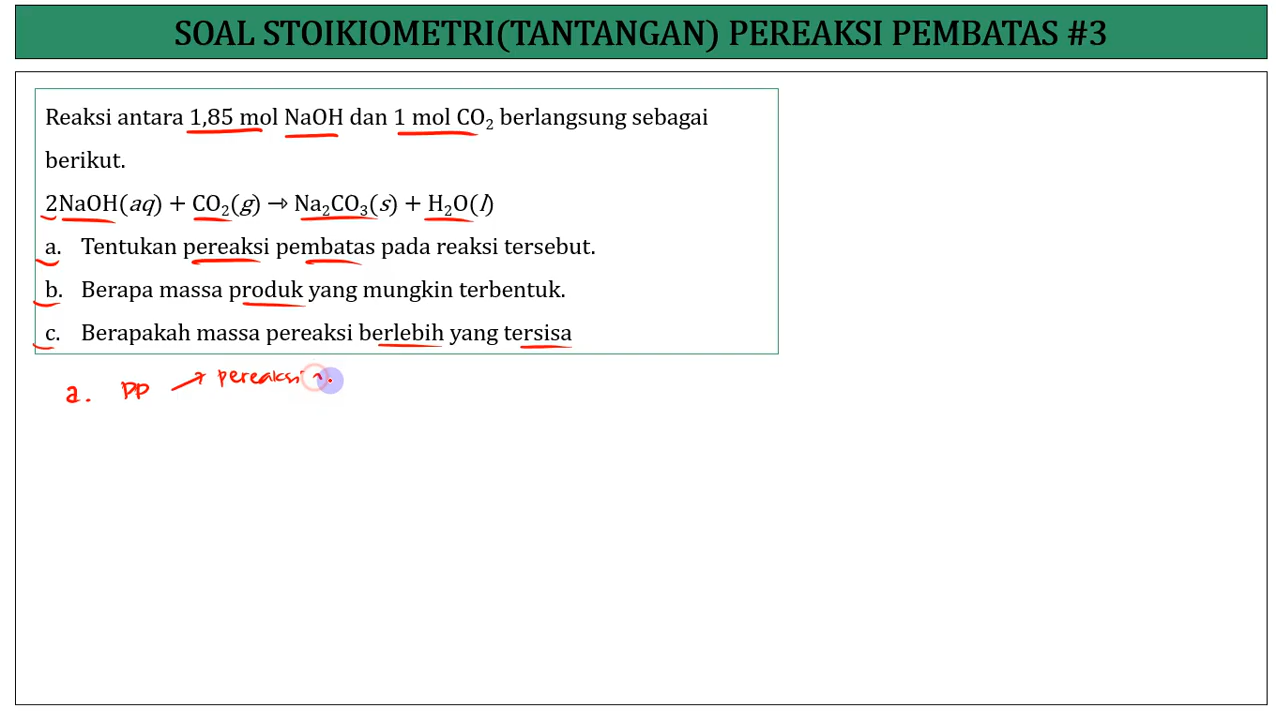 SOAL STOIKIOMETRI(TANTANGAN) PEREAKSI PEMBATAS #3
Reaksi antara 1,85 mol NaOH dan 1 mol CO₂ berlangsung sebagai
berikut.
2NaOH(aq) + CO₂(g) → Na₂CO₃(s) + H₂O(l)
a. Tentukan pereaksi pembatas pada reaksi tersebut.
b. Berapa massa produk yang mungkin terbentuk.
c. Berapakah massa pereaksi berlebih yang tersisa
a. PP → pereaksi